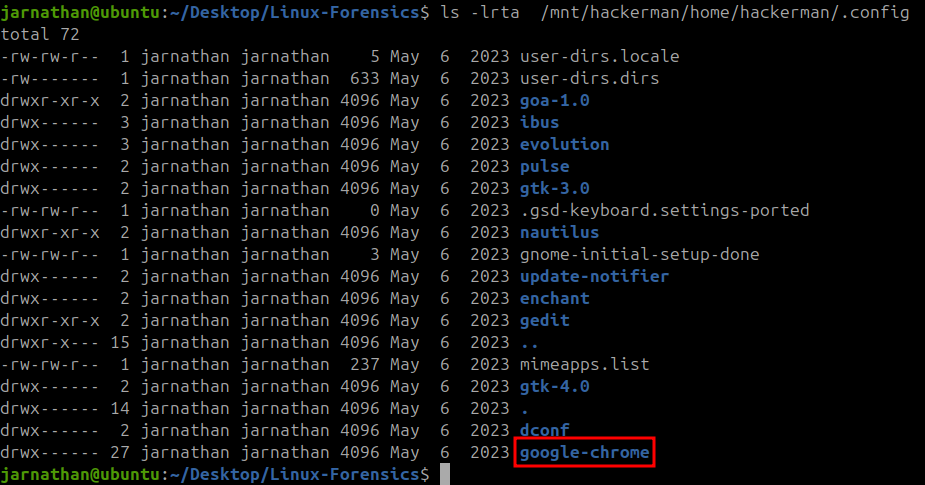 jarnathan@ubuntu:~/Desktop/Linux-Forensics$ ls -lrta  /mnt/hackerman/home/hackerman/.config
total 72
-rw-rw-r--  1 jarnathan jarnathan    5 May  6  2023 user-dirs.locale
-rw-------  1 jarnathan jarnathan  633 May  6  2023 user-dirs.dirs
drwxr-xr-x  2 jarnathan jarnathan 4096 May  6  2023 goa-1.0
drwx------  3 jarnathan jarnathan 4096 May  6  2023 ibus
drwx------  3 jarnathan jarnathan 4096 May  6  2023 evolution
drwx------  2 jarnathan jarnathan 4096 May  6  2023 pulse
drwx------  2 jarnathan jarnathan 4096 May  6  2023 gtk-3.0
-rw-rw-r--  1 jarnathan jarnathan    0 May  6  2023 .gsd-keyboard.settings-ported
drwxr-xr-x  2 jarnathan jarnathan 4096 May  6  2023 nautilus
-rw-rw-r--  1 jarnathan jarnathan    3 May  6  2023 gnome-initial-setup-done
drwx------  2 jarnathan jarnathan 4096 May  6  2023 update-notifier
drwx------  2 jarnathan jarnathan 4096 May  6  2023 enchant
drwxr-xr-x  2 jarnathan jarnathan 4096 May  6  2023 gedit
drwxr-x--- 15 jarnathan jarnathan 4096 May  6  2023 ..
-rw-rw-r--  1 jarnathan jarnathan  237 May  6  2023 mimeapps.list
drwx------  2 jarnathan jarnathan 4096 May  6  2023 gtk-4.0
drwx------ 14 jarnathan jarnathan 4096 May  6  2023 .
drwx------  2 jarnathan jarnathan 4096 May  6  2023 dconf
drwx------ 27 jarnathan jarnathan 4096 May  6  2023 google-chrome
jarnathan@ubuntu:~/Desktop/Linux-Forensics$